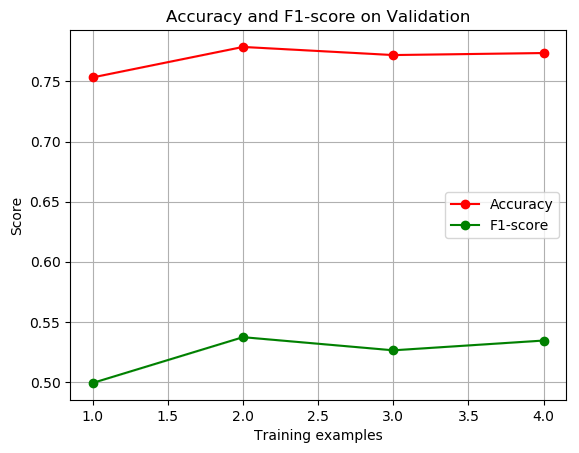 Accuracy and F1-score on Validation
Score
0.75
0.70
0.65
0.60
0.55
0.50
Accuracy
F1-score
1.0 1.5 2.0 2.5 3.0 3.5 4.0
Training examples